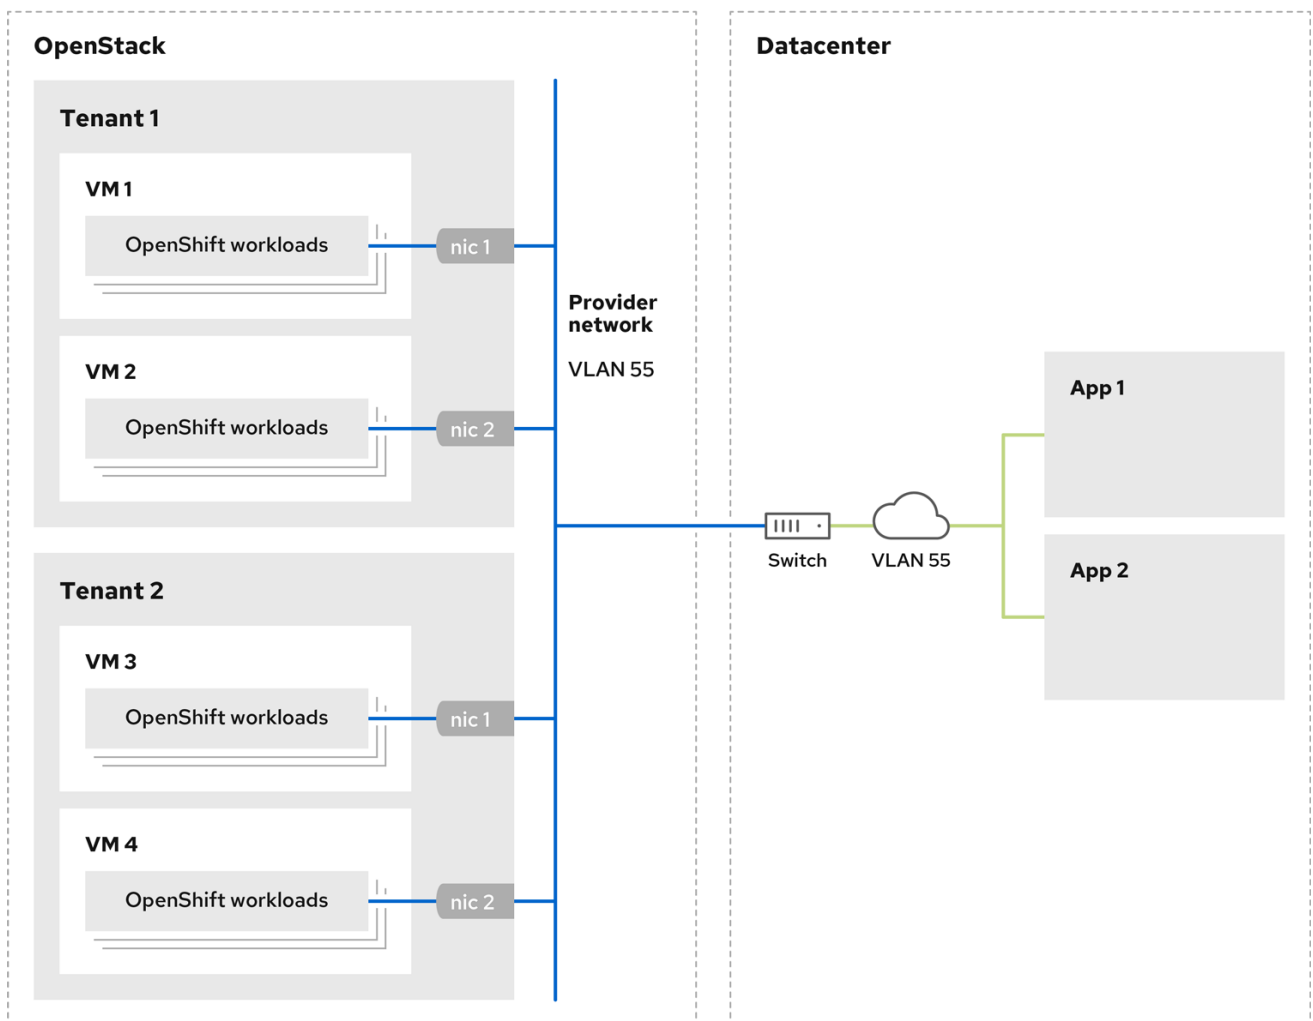 OpenStack
Tenant 1
VM 1
OpenShift workloads
nic 1
VM 2
OpenShift workloads
nic 2
Tenant 2
VM 3
OpenShift workloads
nic 1
VM 4
OpenShift workloads
nic 2
Provider
network
VLAN 55
Datacenter
Switch
VLAN 55
App 1
App 2